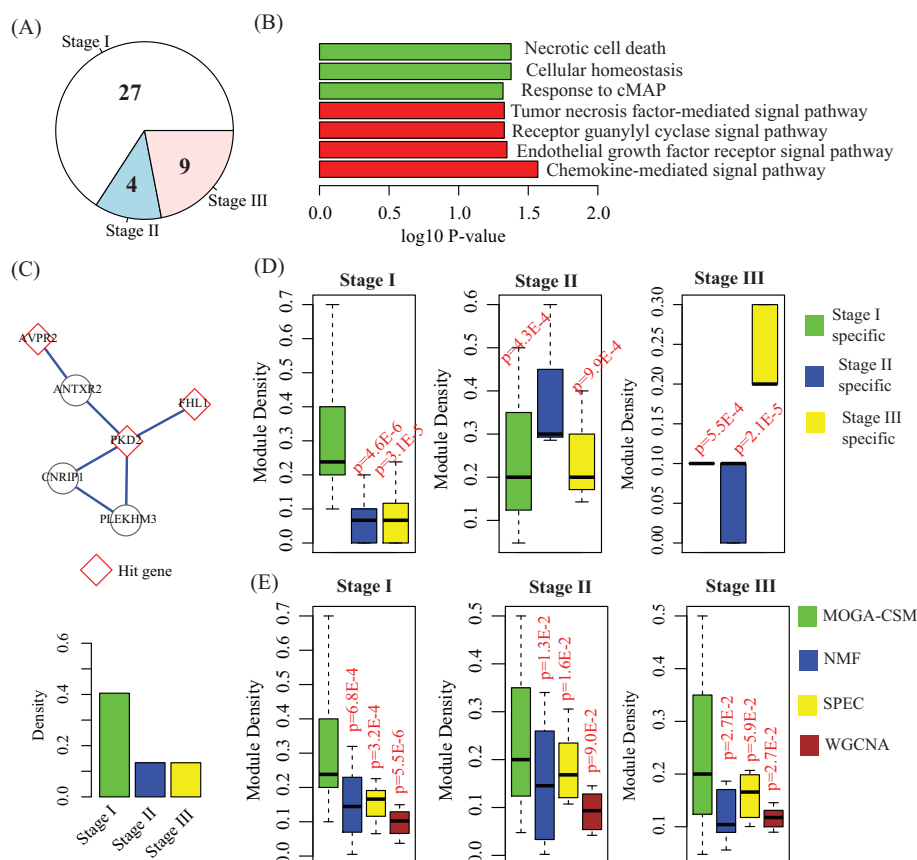 (A)
Stage I
27
4
9
Stage II
Stage III
(B)
Necrotic cell death
Cellular homeostasis
Response to cMAP
Tumor necrosis factor-mediated signal pathway
Receptor guanylyl cyclase signal pathway
Endothelial growth factor receptor signal pathway
Chemokine-mediated signal pathway
0.0 0.5 1.0 1.5 2.0
log10 P-value
(C)
AVPR2
ANTXR2
FHL1
PKD2
CNRIP1
PLEKHM3
Hit gene
Density
0.6
0.4
0.2
0.0
Stage I
Stage II
Stage III
(D)
Stage I
Module Density
0.7
0.6
0.5
0.4
0.3
0.2
0.1
0.0
p=4.6E-6
p=3.1E-5
Stage II
Module Density
0.6
0.5
0.4
0.3
0.2
0.1
p=4.3E-4
p=9.9E-4
Stage III
Module Density
0.30
0.20
0.10
0.00
p=5.5E-4
p=2.1E-5
Stage I
specific
Stage II
specific
Stage III
specific
(E)
Stage I
Module Density
0.7
0.6
0.5
0.4
0.3
0.2
0.1
0.0
p=6.8E-4
p=3.2E-4
p=5.5E-6
Stage II
Module Density
0.5
0.4
0.3
0.2
0.1
0.0
p=1.3E-2
p=1.6E-2
p=9.0E-2
Stage III
Module Density
0.5
0.4
0.3
0.2
0.1
p=2.7E-2
p=5.9E-2
p=2.7E-2
MOGA-CSM
NMF
SPEC
WGCNA